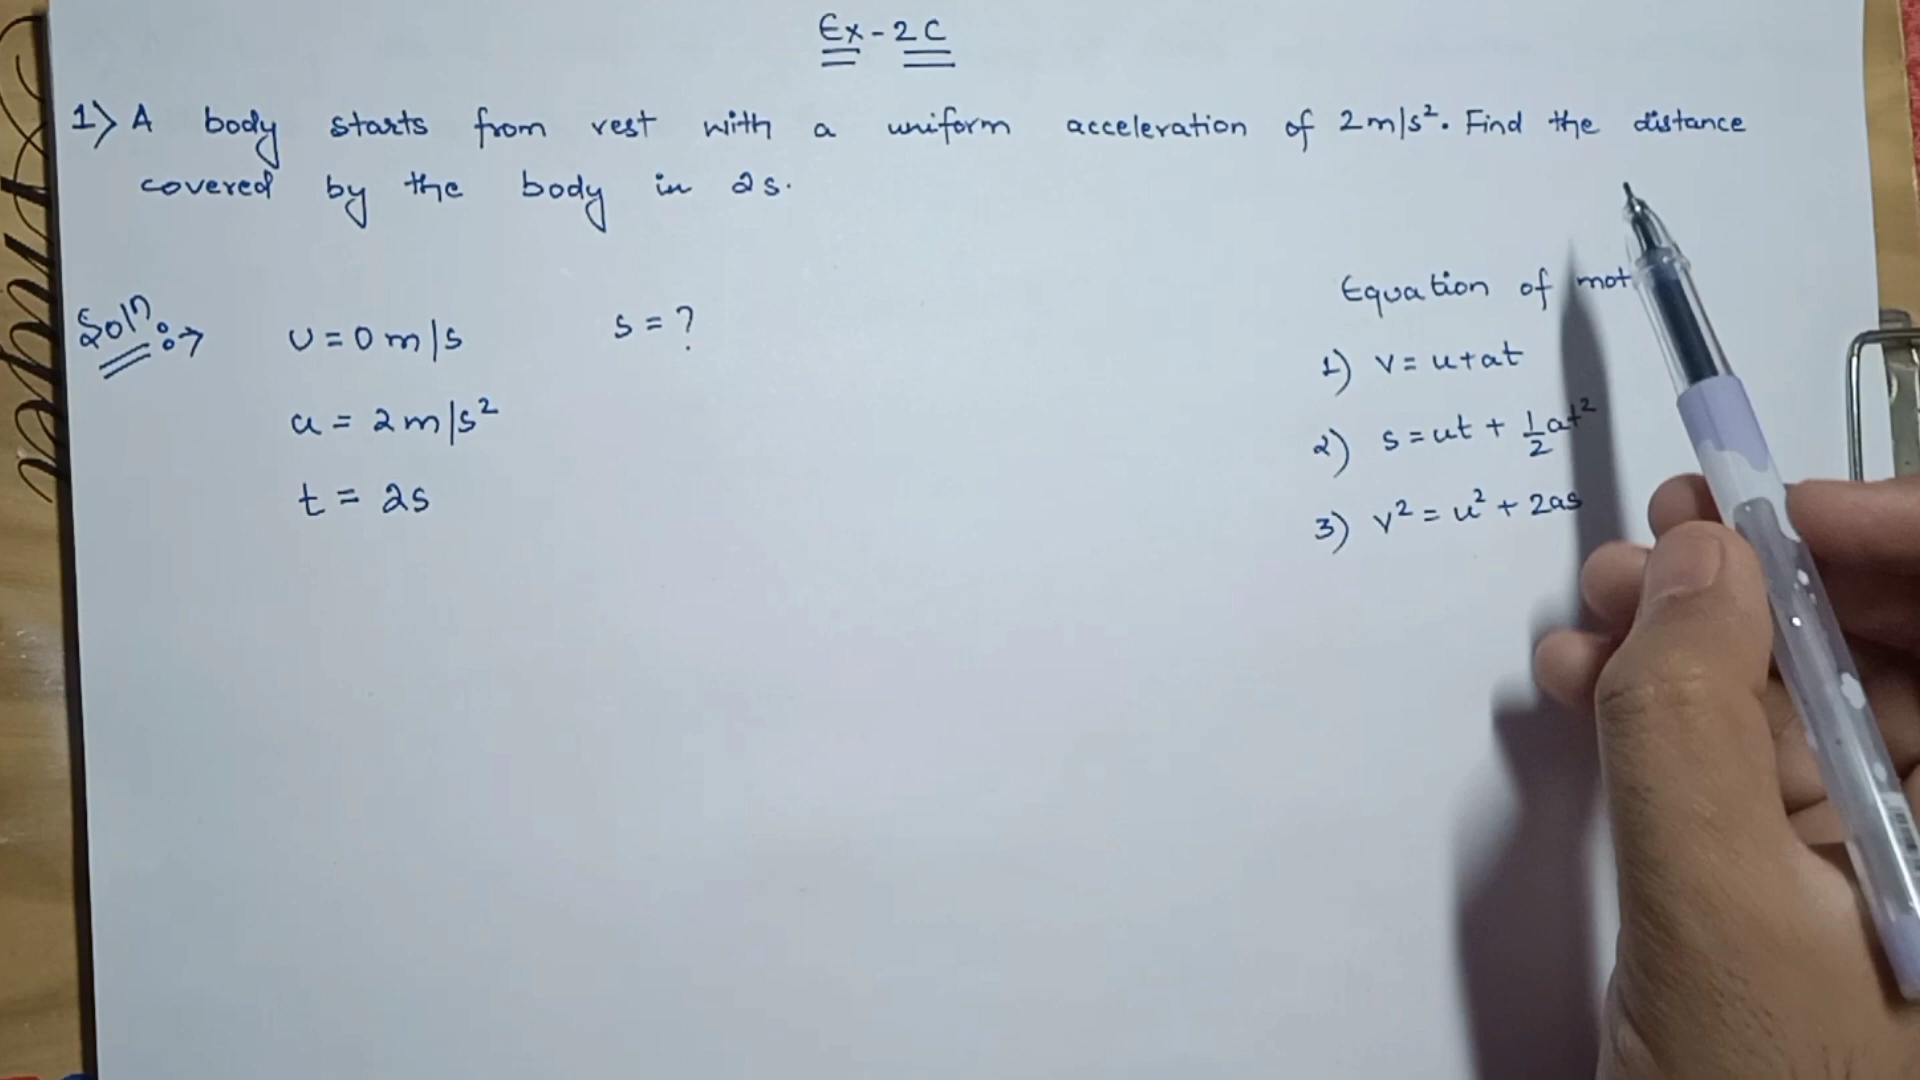 Ex-2C
1) A body starts from rest with a uniform acceleration of 2m/s². Find the distance
covered by the body in 2s.
Soln:→
u = 0 m/s
s = ?
a = 2m/s²
t = 2s
Equation of mot
1) v = u+at
2) s = ut + 1/2 at²
3) v² = u² + 2as